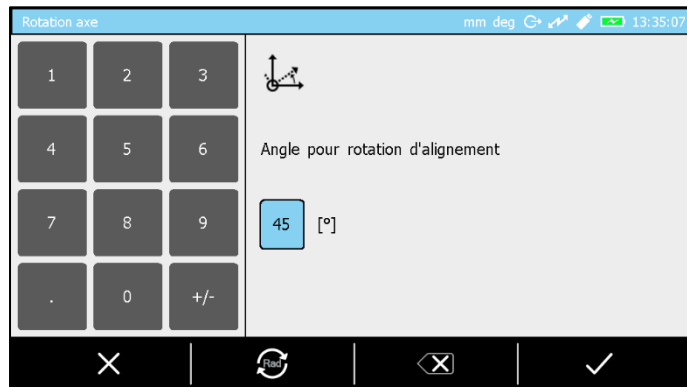 Rotation axe mm deg 13:35:07
1 2 3
Angle pour rotation d'alignement
4 5 6
7 8 9
45 [°]
. 0 +/-
Rad